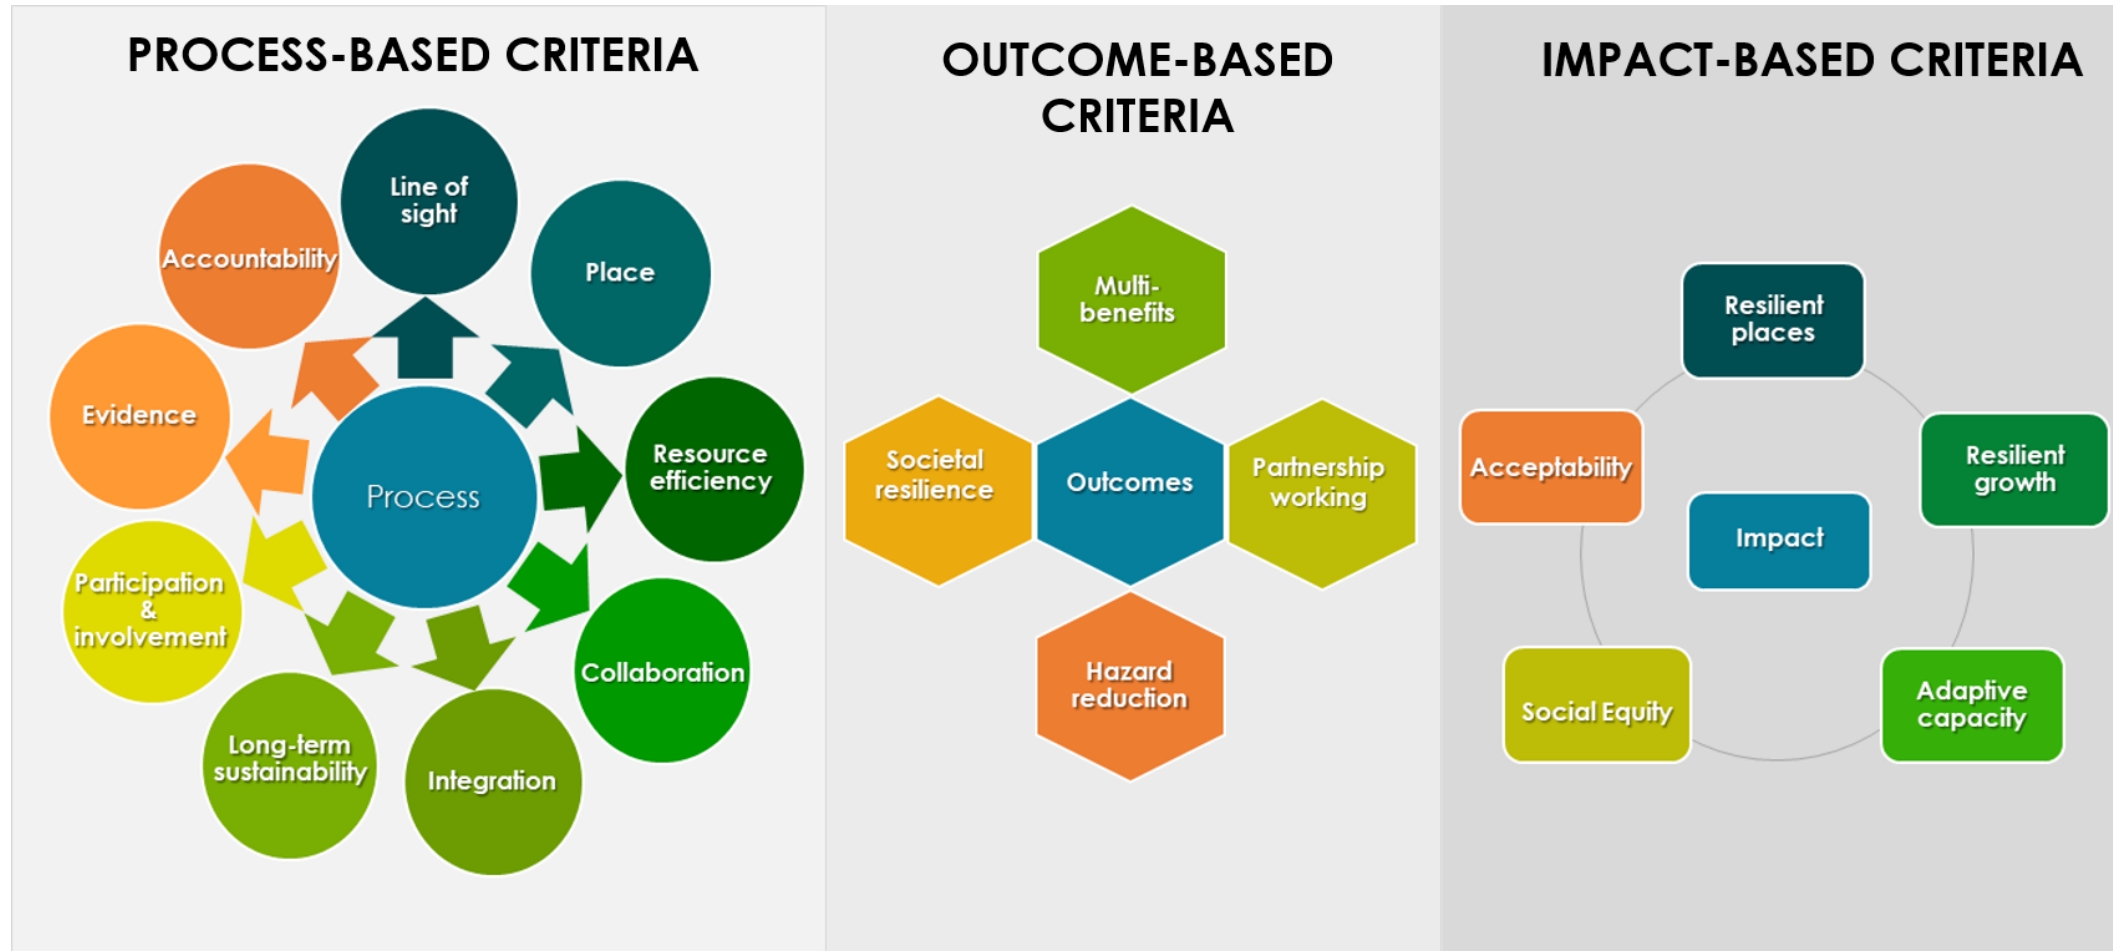 PROCESS-BASED CRITERIA
Line of
sight
Place
Resource
efficiency
Collaboration
Integration
Long-term
sustainability
Participation
&
involvement
Evidence
Accountability
Process
OUTCOME-BASED
CRITERIA
Multi-
benefits
Societal
resilience
Outcomes
Partnership
working
Hazard
reduction
IMPACT-BASED CRITERIA
Resilient
places
Resilient
growth
Adaptive
capacity
Social Equity
Acceptability
Impact